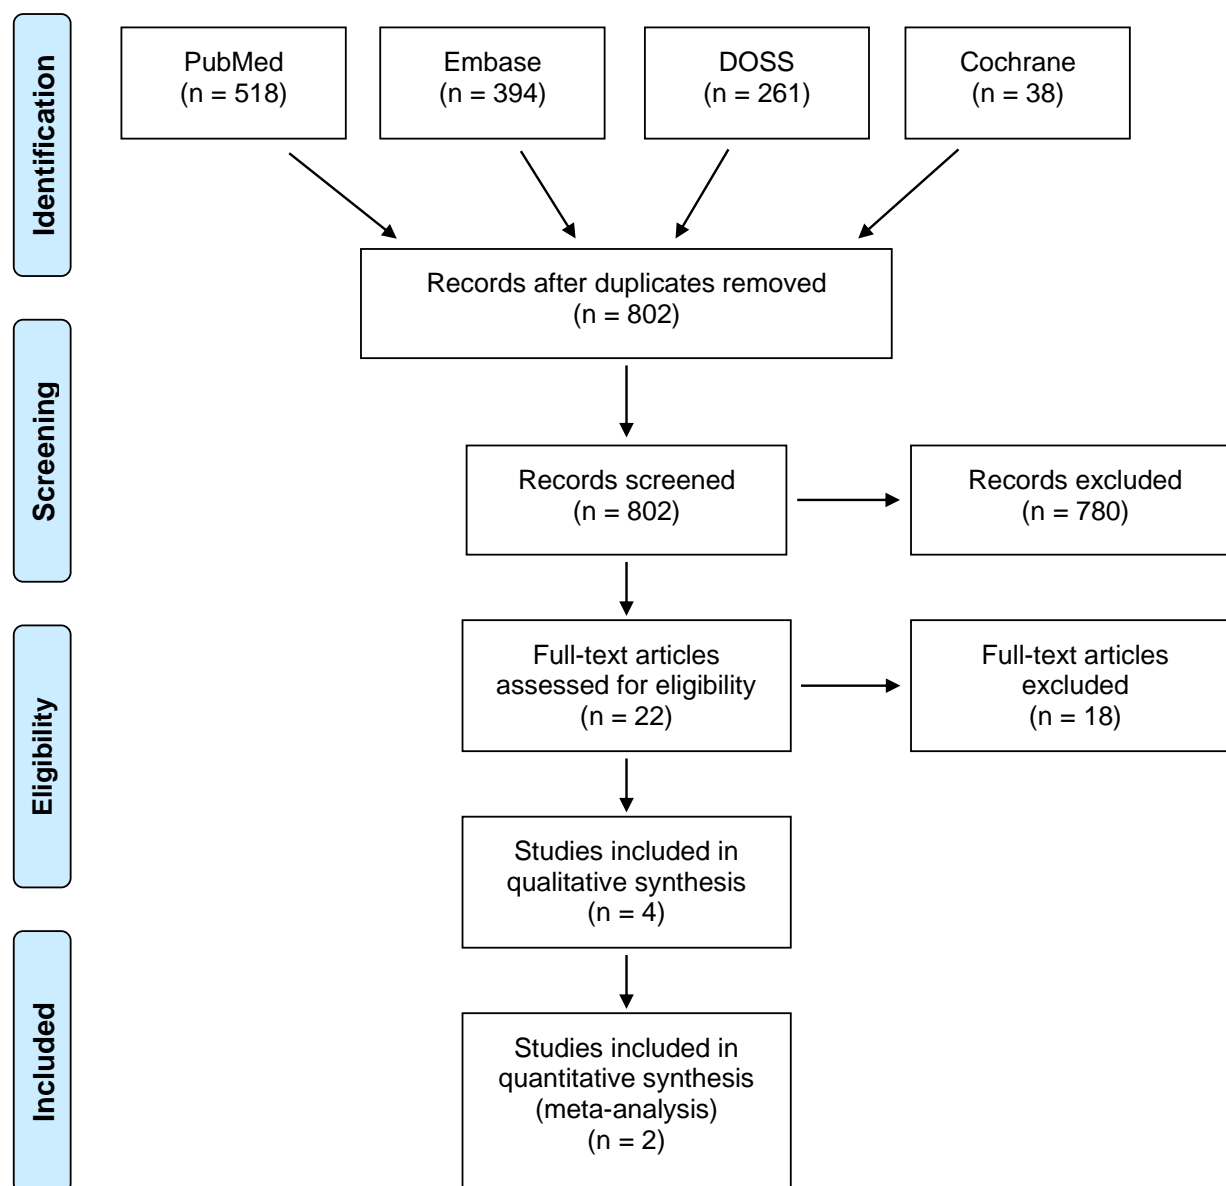 Identification
PubMed
(n = 518)
Embase
(n = 394)
DOSS
(n = 261)
Cochrane
(n = 38)
Records after duplicates removed
(n = 802)
Screening
Records screened
(n = 802)
Records excluded
(n = 780)
Eligibility
Full-text articles
assessed for eligibility
(n = 22)
Full-text articles
excluded
(n = 18)
Studies included in
qualitative synthesis
(n = 4)
Included
Studies included in
quantitative synthesis
(meta-analysis)
(n = 2)